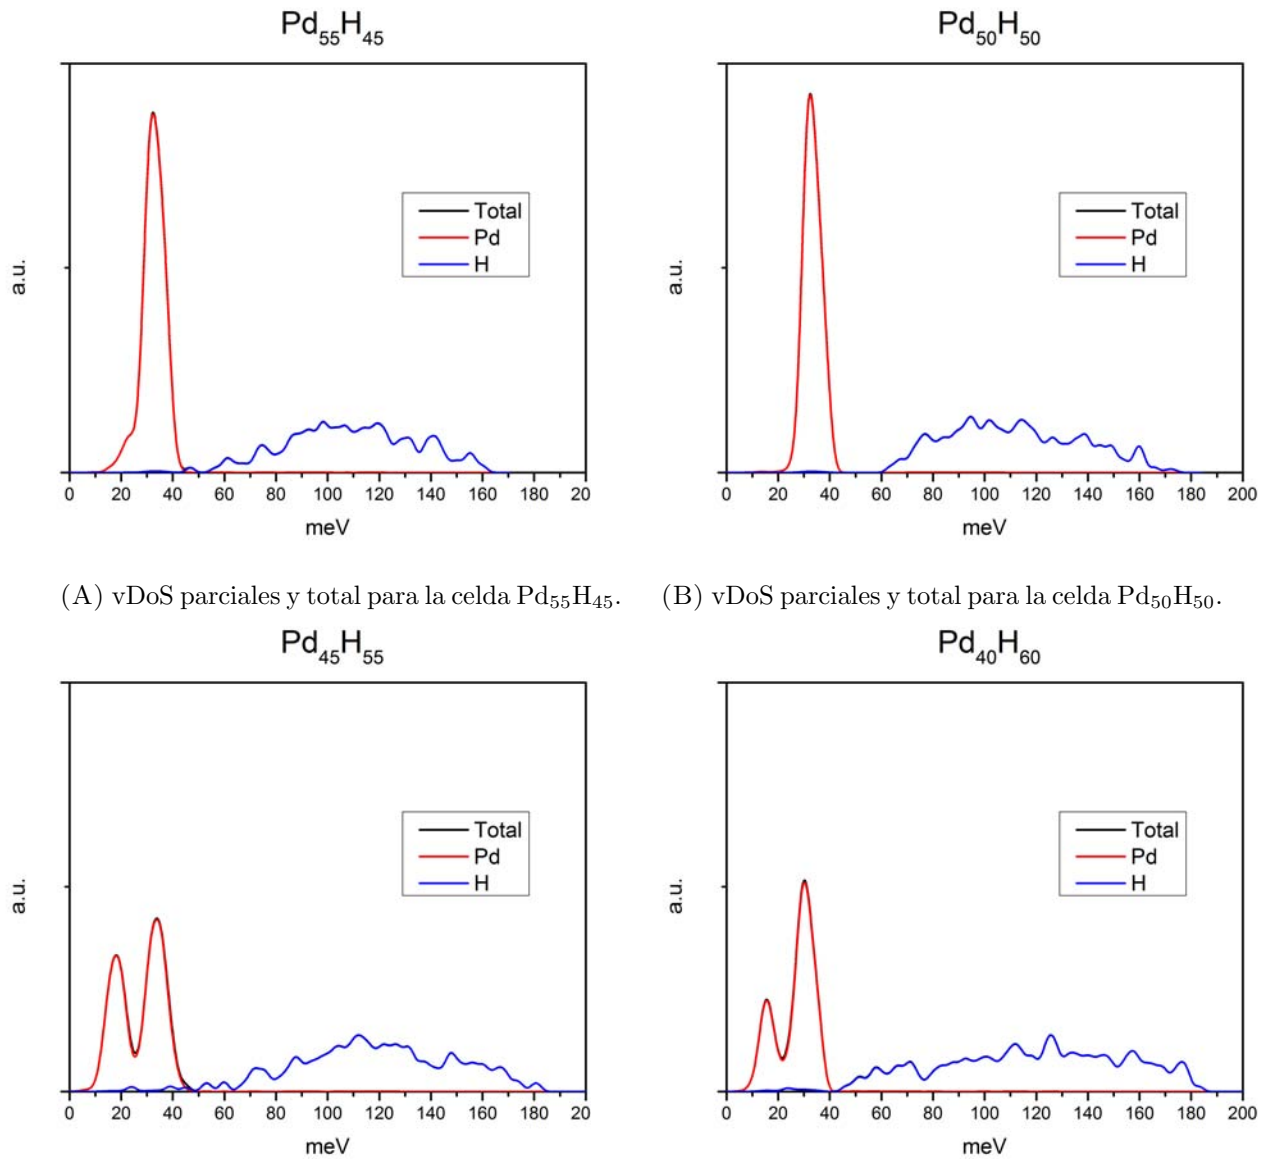 Pd55H45
a.u.
Total
Pd
H
0 20 40 60 80 100 120 140 160 180 20
meV
Pd50H50
a.u.
Total
Pd
H
0 20 40 60 80 100 120 140 160 180 200
meV
(A) vDoS parciales y total para la celda Pd55H45.
(B) vDoS parciales y total para la celda Pd50H50.
Pd45H55
a.u.
Total
Pd
H
0 20 40 60 80 100 120 140 160 180 20
meV
Pd40H60
a.u.
Total
Pd
H
0 20 40 60 80 100 120 140 160 180 200
meV